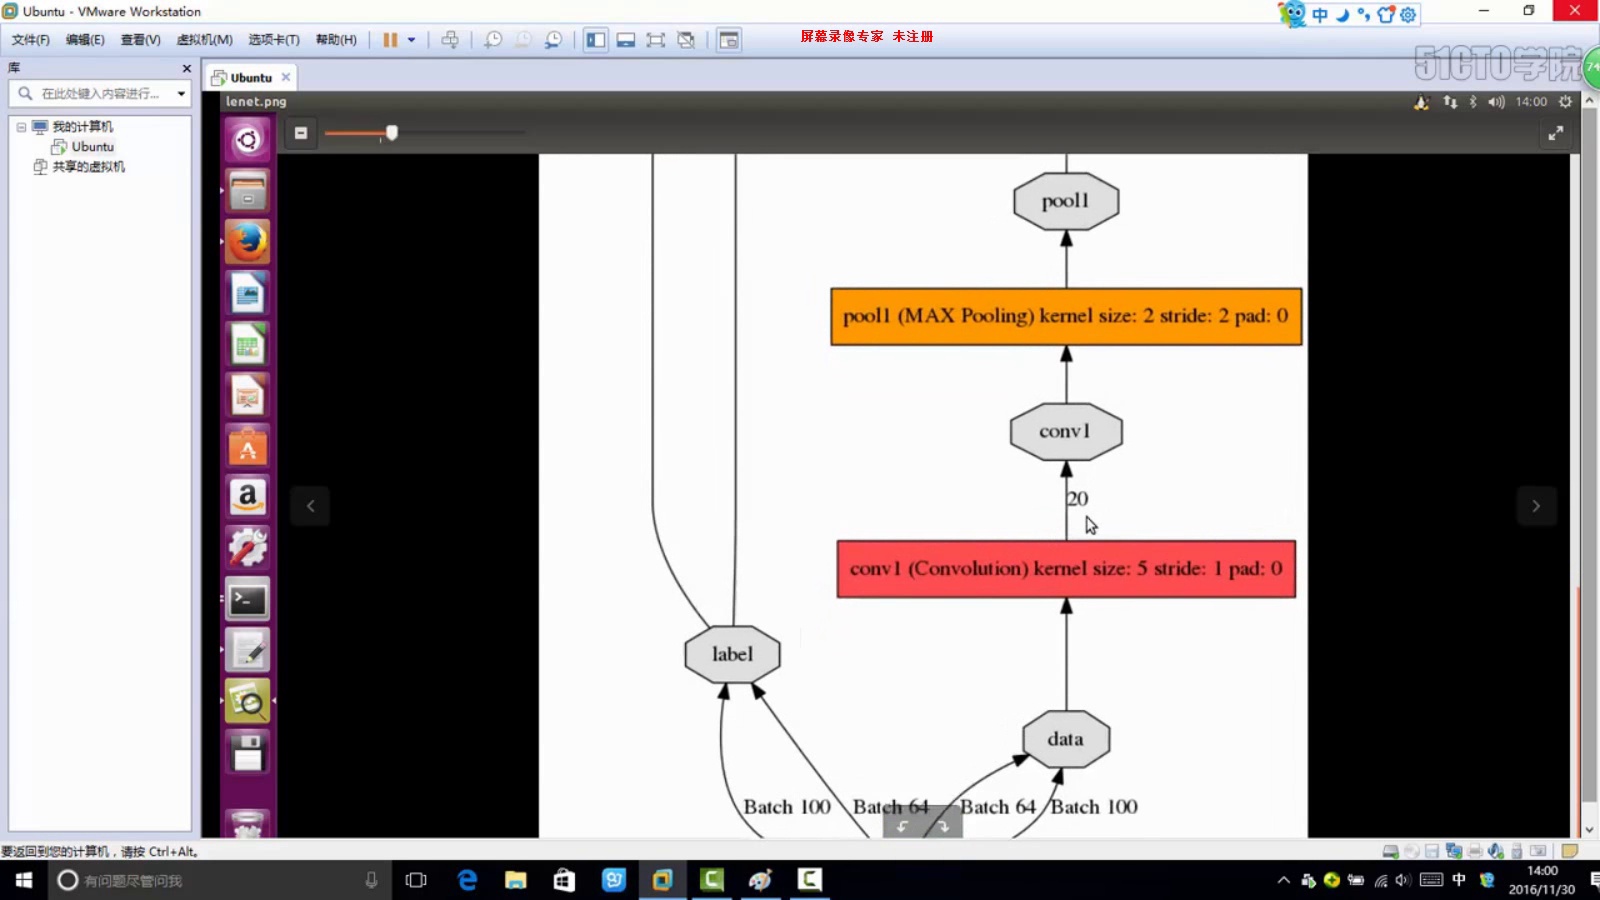 Ubuntu - VMware Workstation
中
文件(F) 编辑(E) 查看(V) 虚拟机(M) 选项卡(T) 帮助(H)
屏幕录像专家 未注册
51CTO学院
74
库
Ubuntu
在此处键入内容进行...
lenet.png
14:00
我的计算机
Ubuntu
共享的虚拟机
pool1
pool1 (MAX Pooling) kernel size: 2 stride: 2 pad: 0
conv1
20
conv1 (Convolution) kernel size: 5 stride: 1 pad: 0
label
data
Batch 100
Batch 64
Batch 64
Batch 100
要返回到您的计算机，请按 Ctrl+Alt。
有问题尽管问我
中
14:00
2016/11/30